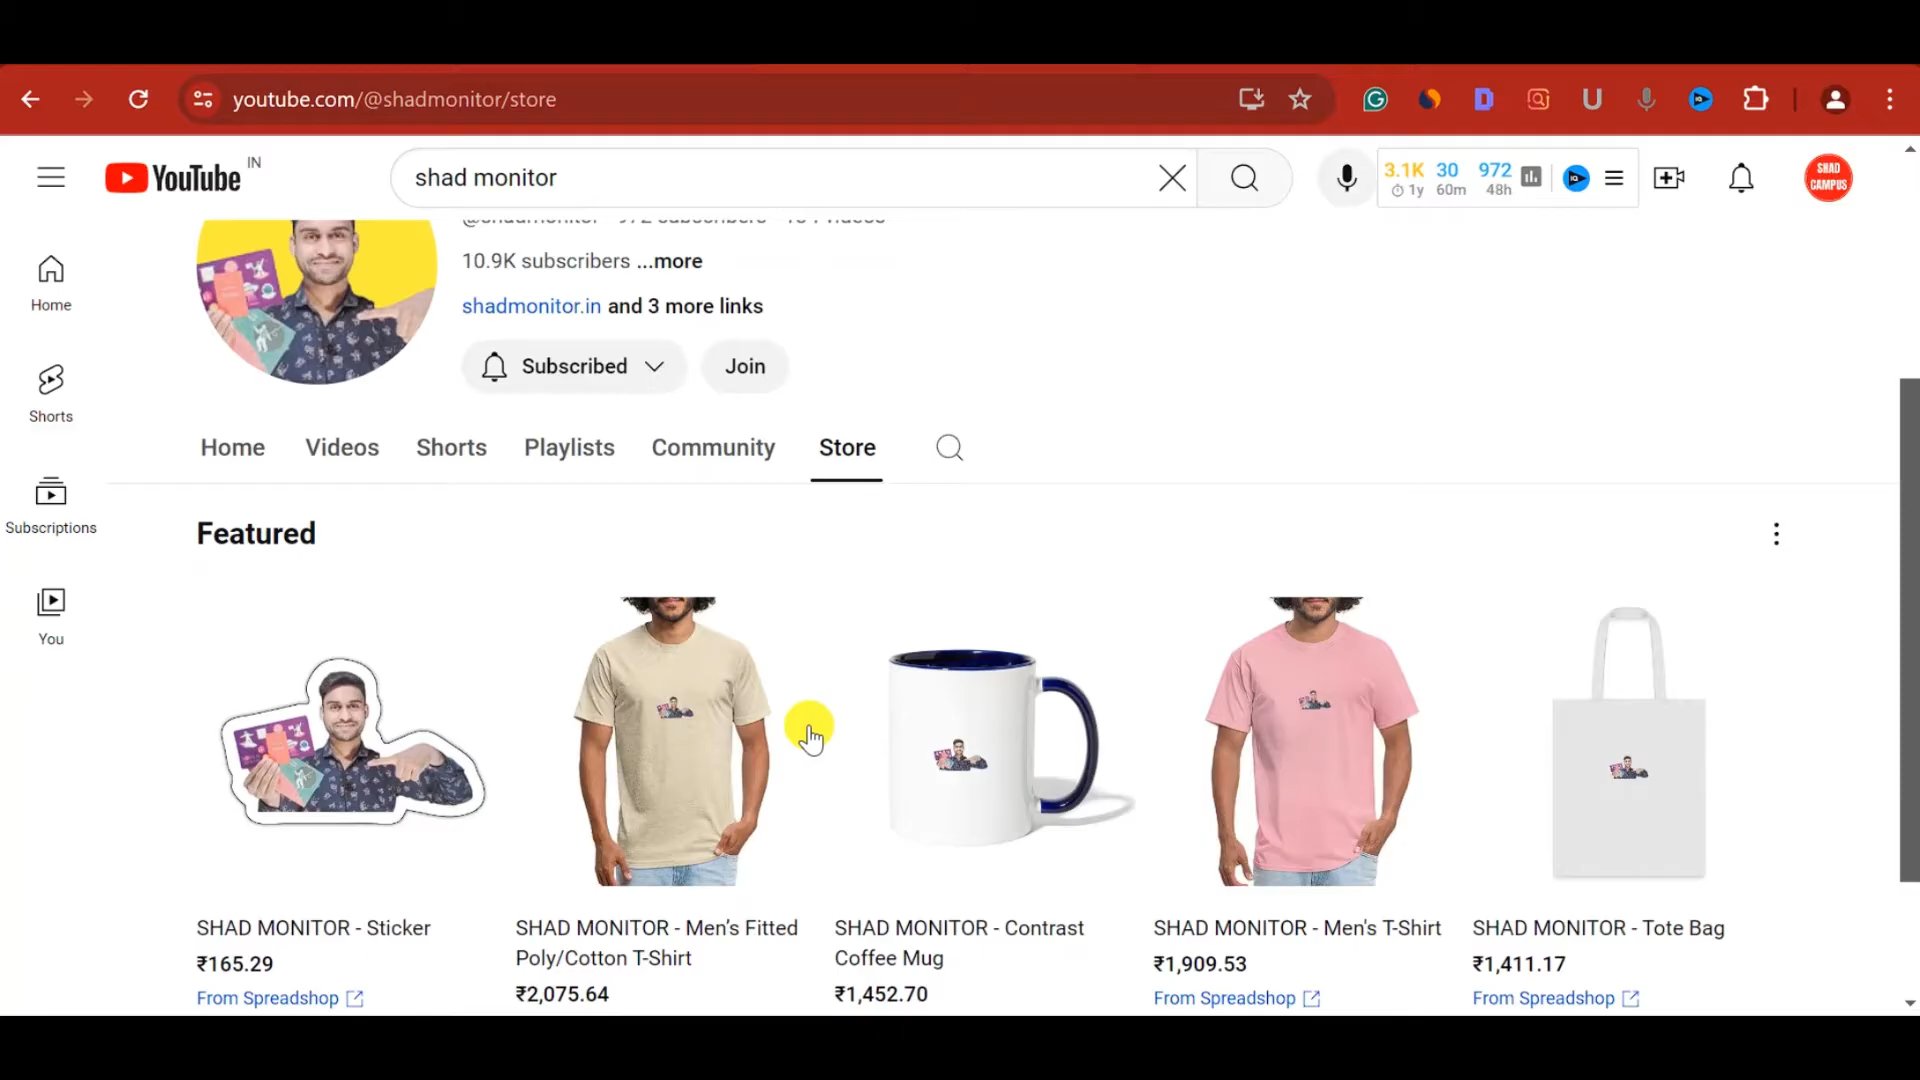 youtube.com/@shadmonitor/store
YouTube IN
shad monitor
3.1K 30 972
1y 60m 48h
SHAD
CAMPUS
10.9K subscribers ...more
shadmonitor.in and 3 more links
Subscribed
Join
Home
Shorts
Subscriptions
You
Home Videos Shorts Playlists Community Store
Featured
SHAD MONITOR - Sticker
₹165.29
From Spreadshop
SHAD MONITOR - Men's Fitted
Poly/Cotton T-Shirt
₹2,075.64
SHAD MONITOR - Contrast
Coffee Mug
₹1,452.70
SHAD MONITOR - Men's T-Shirt
₹1,909.53
From Spreadshop
SHAD MONITOR - Tote Bag
₹1,411.17
From Spreadshop